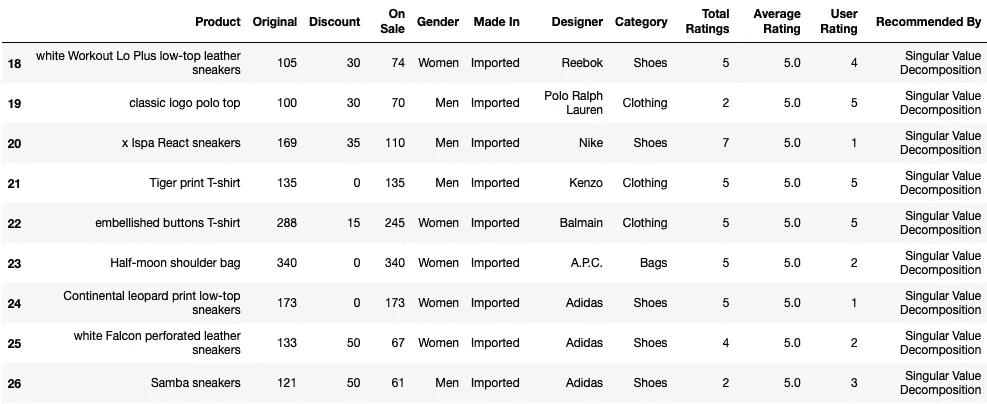 Product Original Discount On Sale Gender Made In Designer Category Total Ratings Average Rating User Rating Recommended By
18 white Workout Lo Plus low-top leather sneakers 105 30 74 Women Imported Reebok Shoes 5 5.0 4 Singular Value Decomposition
19 classic logo polo top 100 30 70 Men Imported Polo Ralph Lauren Clothing 2 5.0 5 Singular Value Decomposition
20 x Ispa React sneakers 169 35 110 Men Imported Nike Shoes 7 5.0 1 Singular Value Decomposition
21 Tiger print T-shirt 135 0 135 Men Imported Kenzo Clothing 5 5.0 5 Singular Value Decomposition
22 embellished buttons T-shirt 288 15 245 Women Imported Balmain Clothing 5 5.0 5 Singular Value Decomposition
23 Half-moon shoulder bag 340 0 340 Women Imported A.P.C. Bags 5 5.0 2 Singular Value Decomposition
24 Continental leopard print low-top sneakers 173 0 173 Women Imported Adidas Shoes 5 5.0 1 Singular Value Decomposition
25 white Falcon perforated leather sneakers 133 50 67 Women Imported Adidas Shoes 4 5.0 2 Singular Value Decomposition
26 Samba sneakers 121 50 61 Men Imported Adidas Shoes 2 5.0 3 Singular Value Decomposition